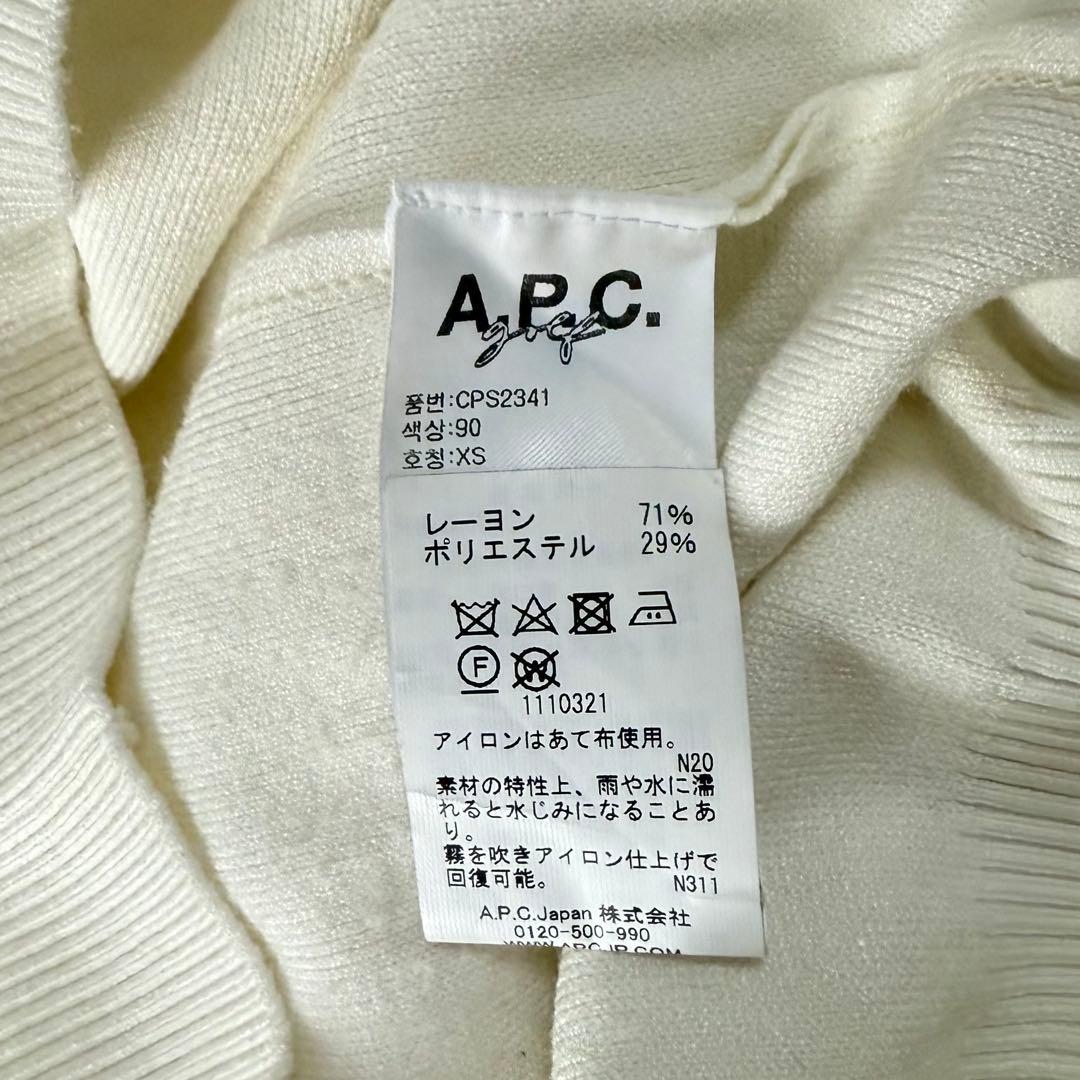 A.P.C.
golf
품번:CPS2341
색상:90
호칭:XS
レーヨン 71%
ポリエステル 29%
F
W
1110321
アイロンはあて布使用。
N20
素材の特性上、雨や水に濡
れると水じみになることあ
り。
霧を吹きアイロン仕上げで
回復可能。 N311
A.P.C.Japan 株式会社
0120-500-990
WWW.APCJP.COM